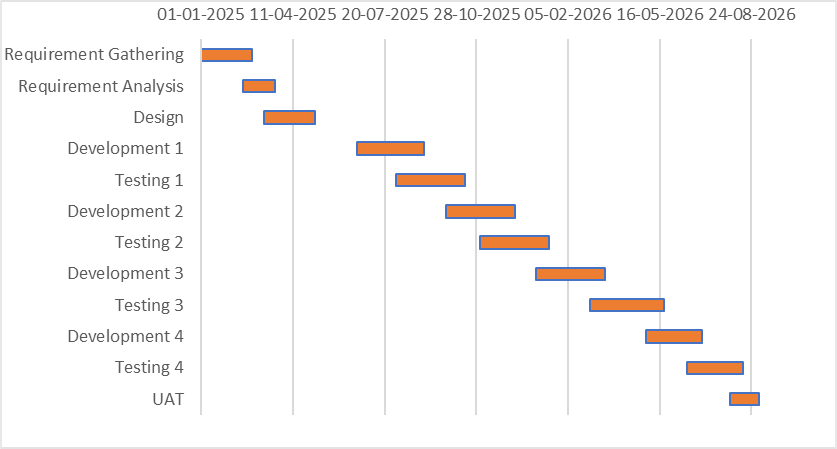 01-01-2025 11-04-2025 20-07-2025 28-10-2025 05-02-2026 16-05-2026 24-08-2026
Requirement Gathering
Requirement Analysis
Design
Development 1
Testing 1
Development 2
Testing 2
Development 3
Testing 3
Development 4
Testing 4
UAT